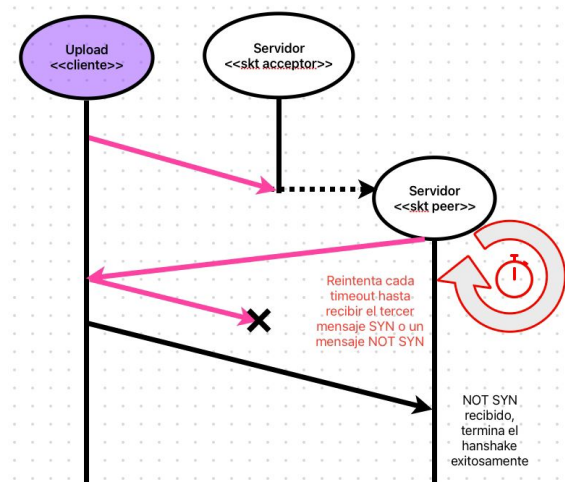 Upload
<<cliente>>
Servidor
<<skt acceptor>>
Servidor
<<skt peer>>
Reintenta cada
timeout hasta
recibir el tercer
mensaje SYN o un
mensaje NOT SYN
NOT SYN
recibido,
termina el
hanshake
exitosamente